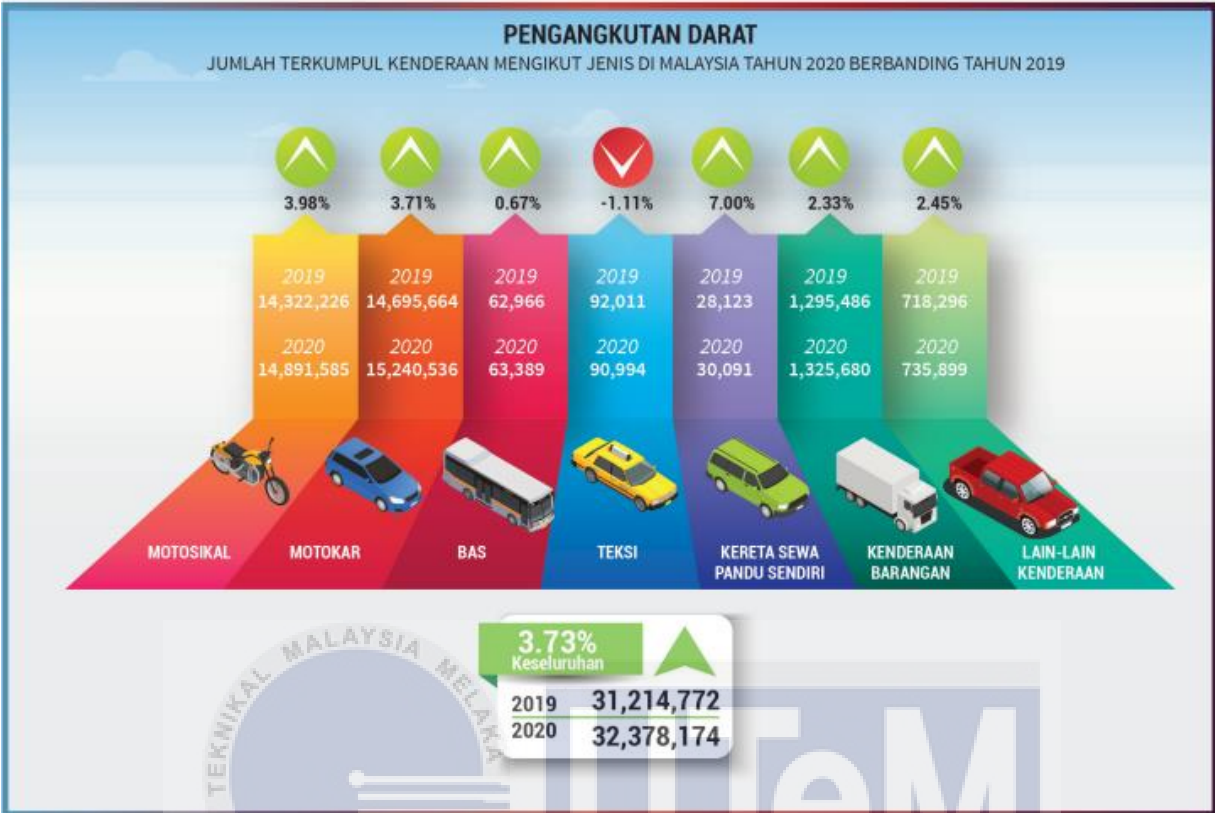 PENGANGKUTAN DARAT
JUMLAH TERKUMPUL KENDERAAN MENGIKUT JENIS DI MALAYSIA TAHUN 2020 BERBANDING TAHUN 2019
3.98%
3.71%
0.67%
-1.11%
7.00%
2.33%
2.45%
2019
14,322,226
2020
14,891,585
2019
14,695,664
2020
15,240,536
2019
62,966
2020
63,389
2019
92,011
2020
90,994
2019
28,123
2020
30,091
2019
1,295,486
2020
1,325,680
2019
718,296
2020
735,899
MOTOSIKAL
MOTOKAR
BAS
TEKSI
KERETA SEWA
PANDU SENDIRI
KENDERAAN
BARANGAN
LAIN-LAIN
KENDERAAN
3.73%
Keseluruhan
2019 31,214,772
2020 32,378,174
TEKNIKAL MALAYSIA MELAKA
UTeM